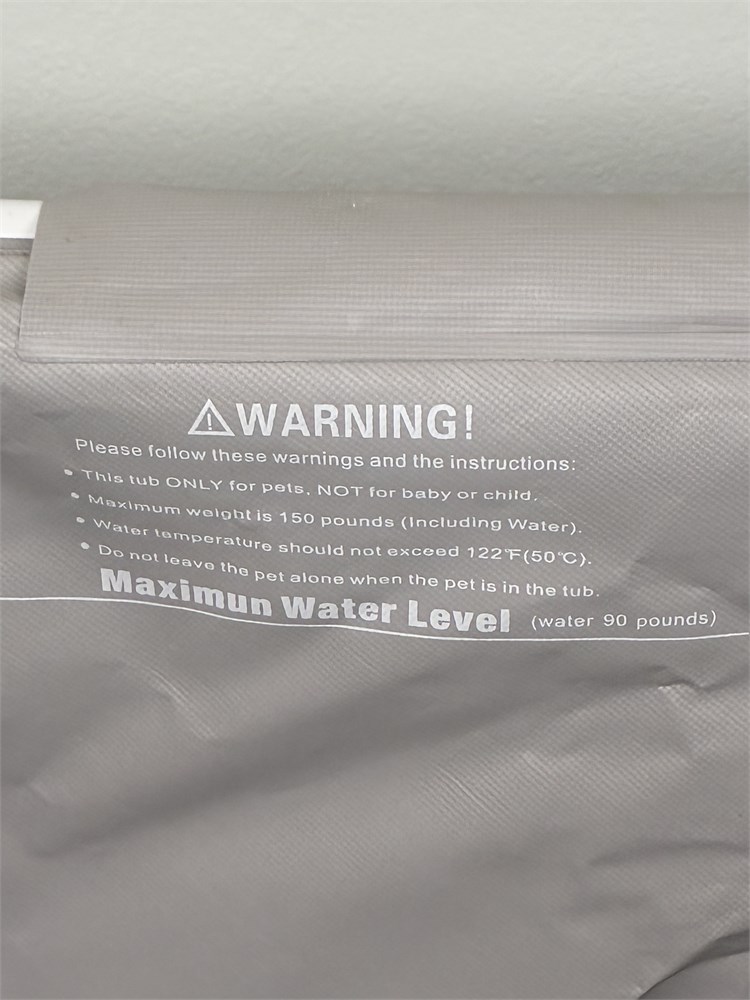 ⚠WARNING!
Please follow these warnings and the instructions:
• This tub ONLY for pets, NOT for baby or child.
• Maximum weight is 150 pounds (Including Water).
• Water temperature should not exceed 122°F(50°C).
• Do not leave the pet alone when the pet is in the tub.
Maximun Water Level (water 90 pounds)